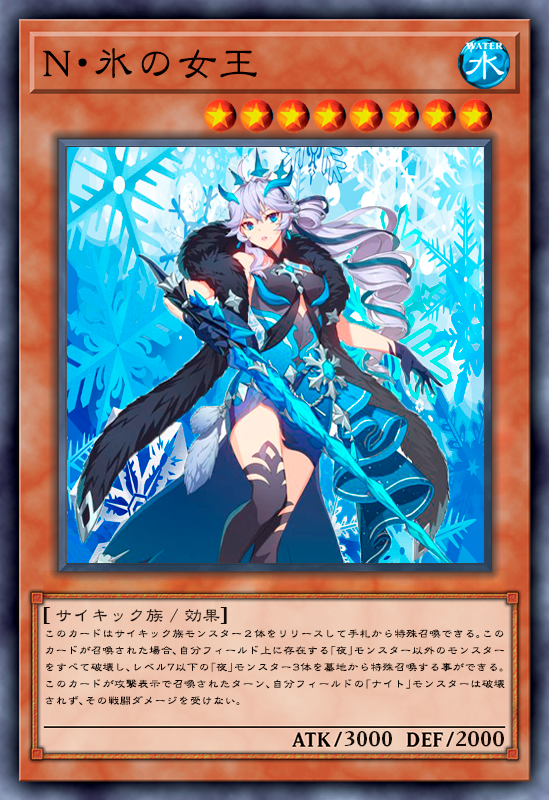 N・氷の女王
WATER
水
[サイキック族/効果]
このカードはサイキック族モンスター2体をリリースして手札から特殊召喚できる。この
カードが召喚された場合、自分フィールド上に存在する「夜」モンスター以外のモンスター
をすべて破壊し、レベル7以下の「夜」モンスター3体を墓地から特殊召喚する事ができる。
このカードが攻撃表示で召喚されたターン、自分フィールドの「ナイト」モンスターは破壊
されず、その戦闘ダメージを受けない。
ATK/3000 DEF/2000